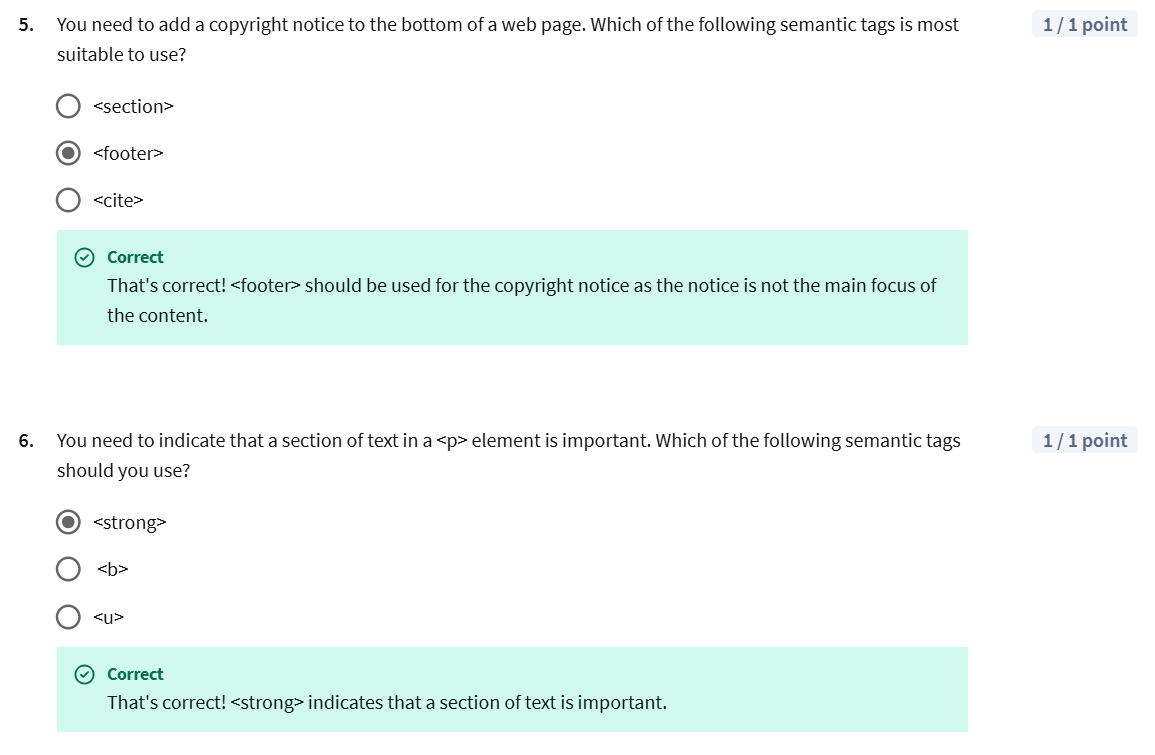 5. You need to add a copyright notice to the bottom of a web page. Which of the following semantic tags is most 1 / 1 point
suitable to use?
<section>
<footer>
<cite>
Correct
That's correct! <footer> should be used for the copyright notice as the notice is not the main focus of
the content.
6. You need to indicate that a section of text in a <p> element is important. Which of the following semantic tags 1 / 1 point
should you use?
<strong>
<b>
<u>
Correct
That's correct! <strong> indicates that a section of text is important.